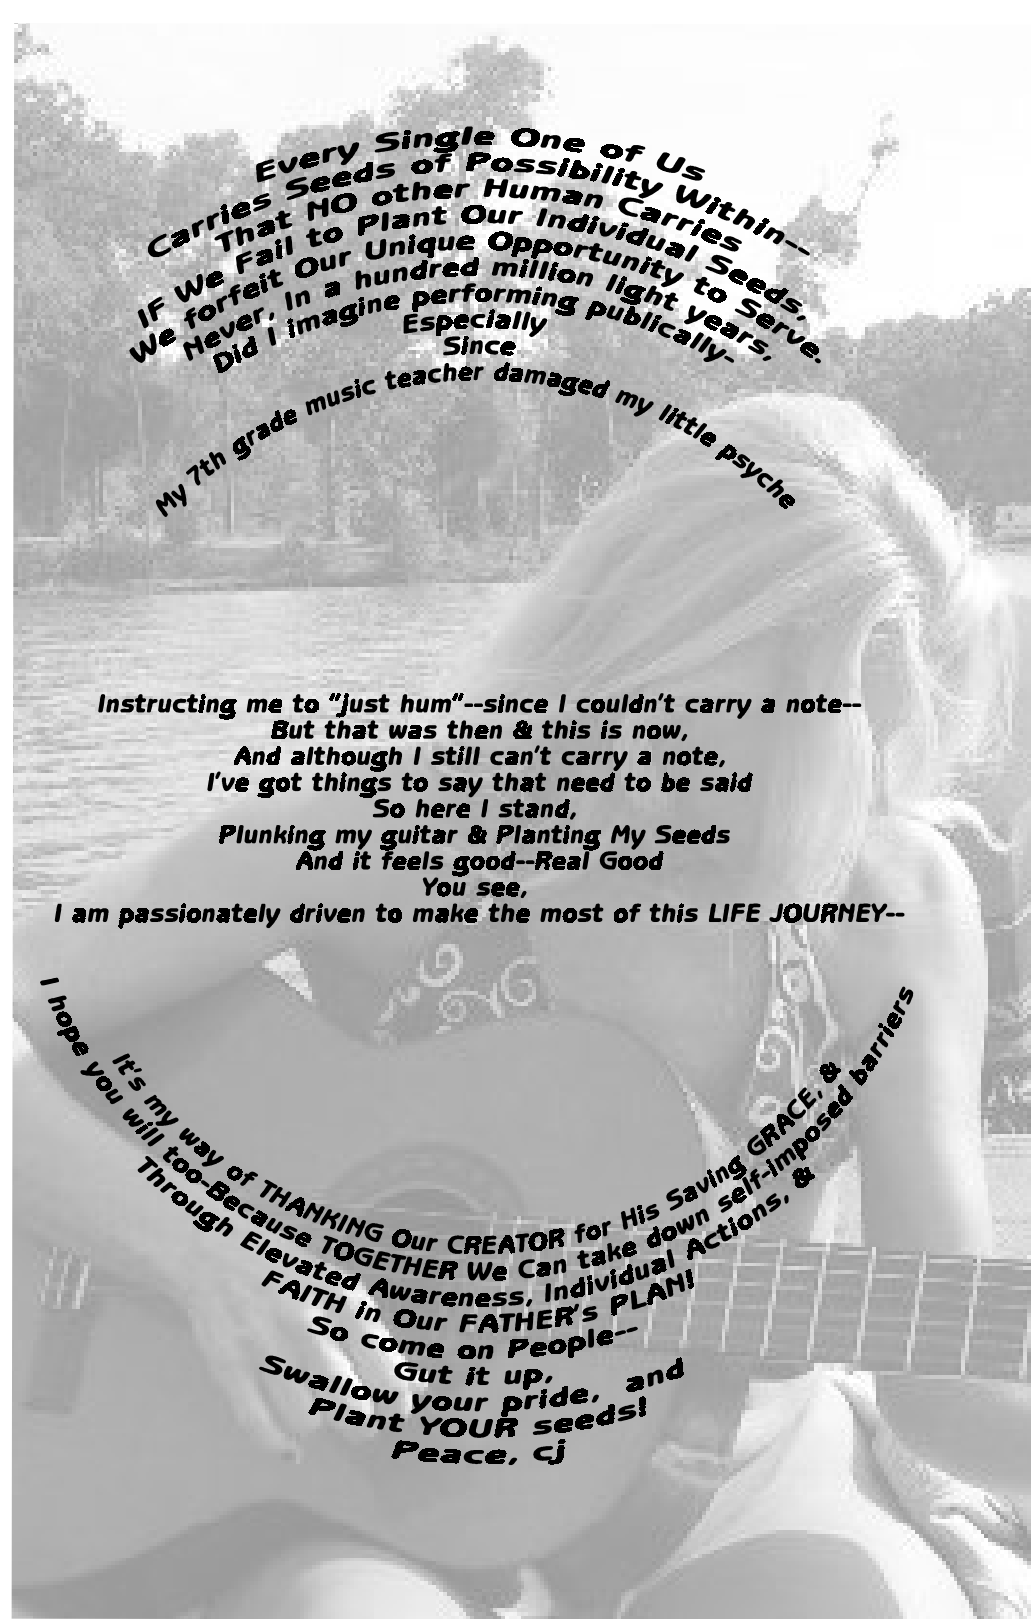 Every Single One of Us
Carries Seeds of Possibility Within--
That NO other Human Carries
IF We Fail to Plant Our Individual Seeds,
We forfeit Our Unique Opportunity to Serve.
Never, In a hundred million light years,
Did I imagine performing publically-
Especially
Since
My 7th grade music teacher damaged my little psyche
Instructing me to "just hum"--since I couldn't carry a note--
But that was then & this is now,
And although I still can't carry a note,
I've got things to say that need to be said
So here I stand,
Plunking my guitar & Planting My Seeds
And it feels good--Real Good
You see,
I am passionately driven to make the most of this LIFE JOURNEY--
It's my way of THANKING Our CREATOR for His Saving GRACE, &
I hope you will too-Because TOGETHER We Can take down self-imposed barriers
Through Elevated Awareness, Individual Actions, &
FAITH in Our FATHER's PLAN!
So come on People--
Gut it up,
Swallow your pride, and
Plant YOUR seeds!
Peace, cj